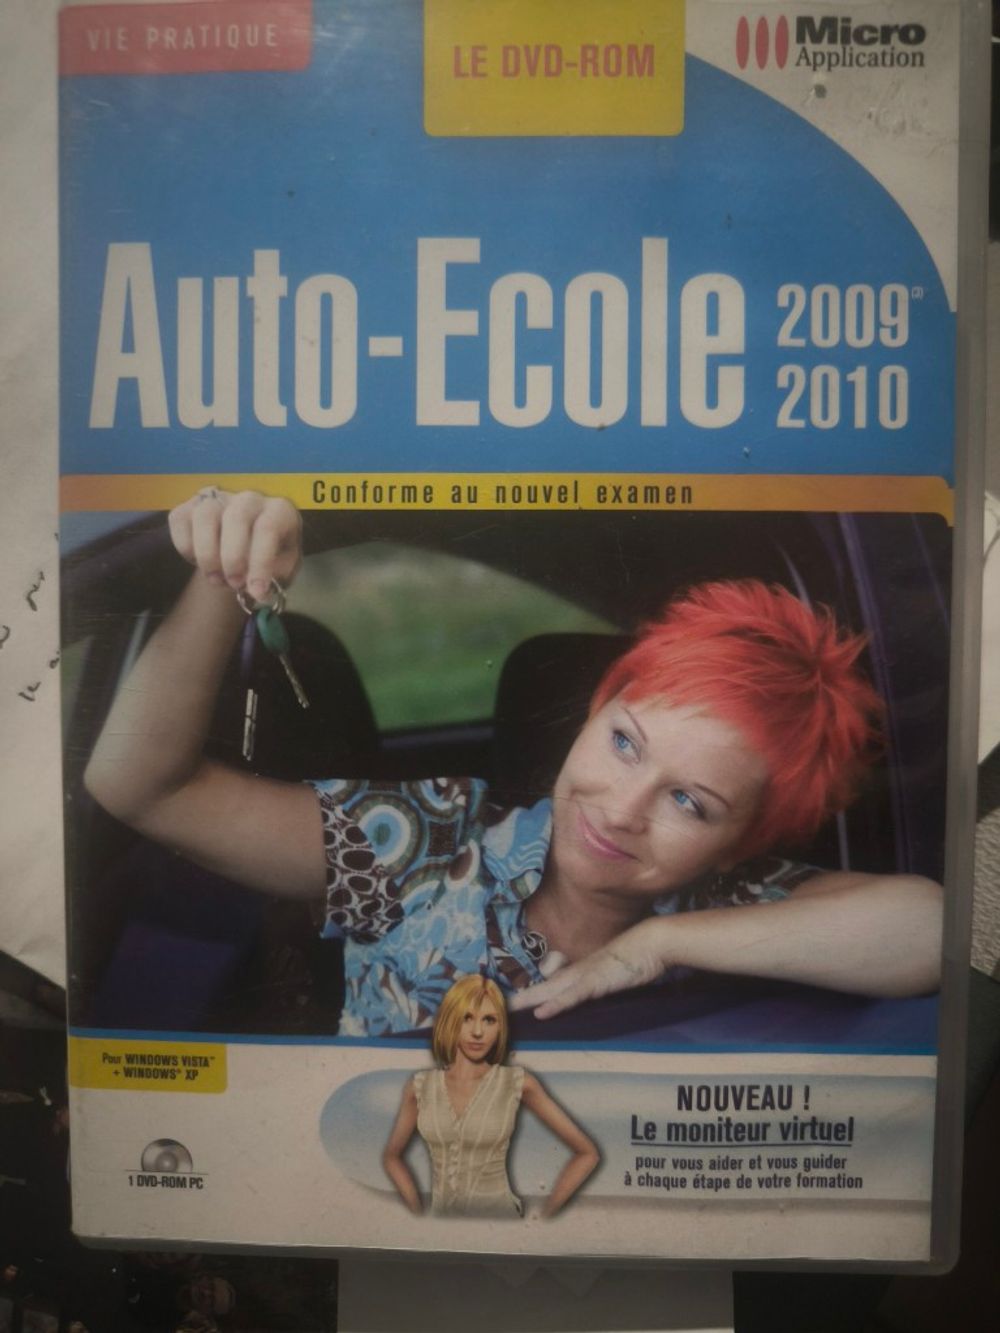 VIE PRATIQUE
LE DVD-ROM
Micro
Application
Auto-Ecole
2009(3)
2010
Conforme au nouvel examen
Pour WINDOWS VISTA™
+ WINDOWS® XP
1 DVD-ROM PC
NOUVEAU !
Le moniteur virtuel
pour vous aider et vous guider
à chaque étape de votre formation